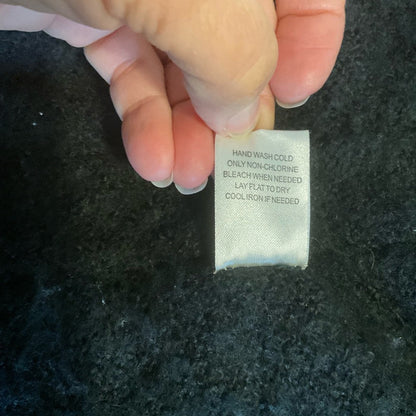 HAND WASH COLD
ONLY NON-CHLORINE
BLEACH WHEN NEEDED
LAY FLAT TO DRY
COOL IRON IF NEEDED